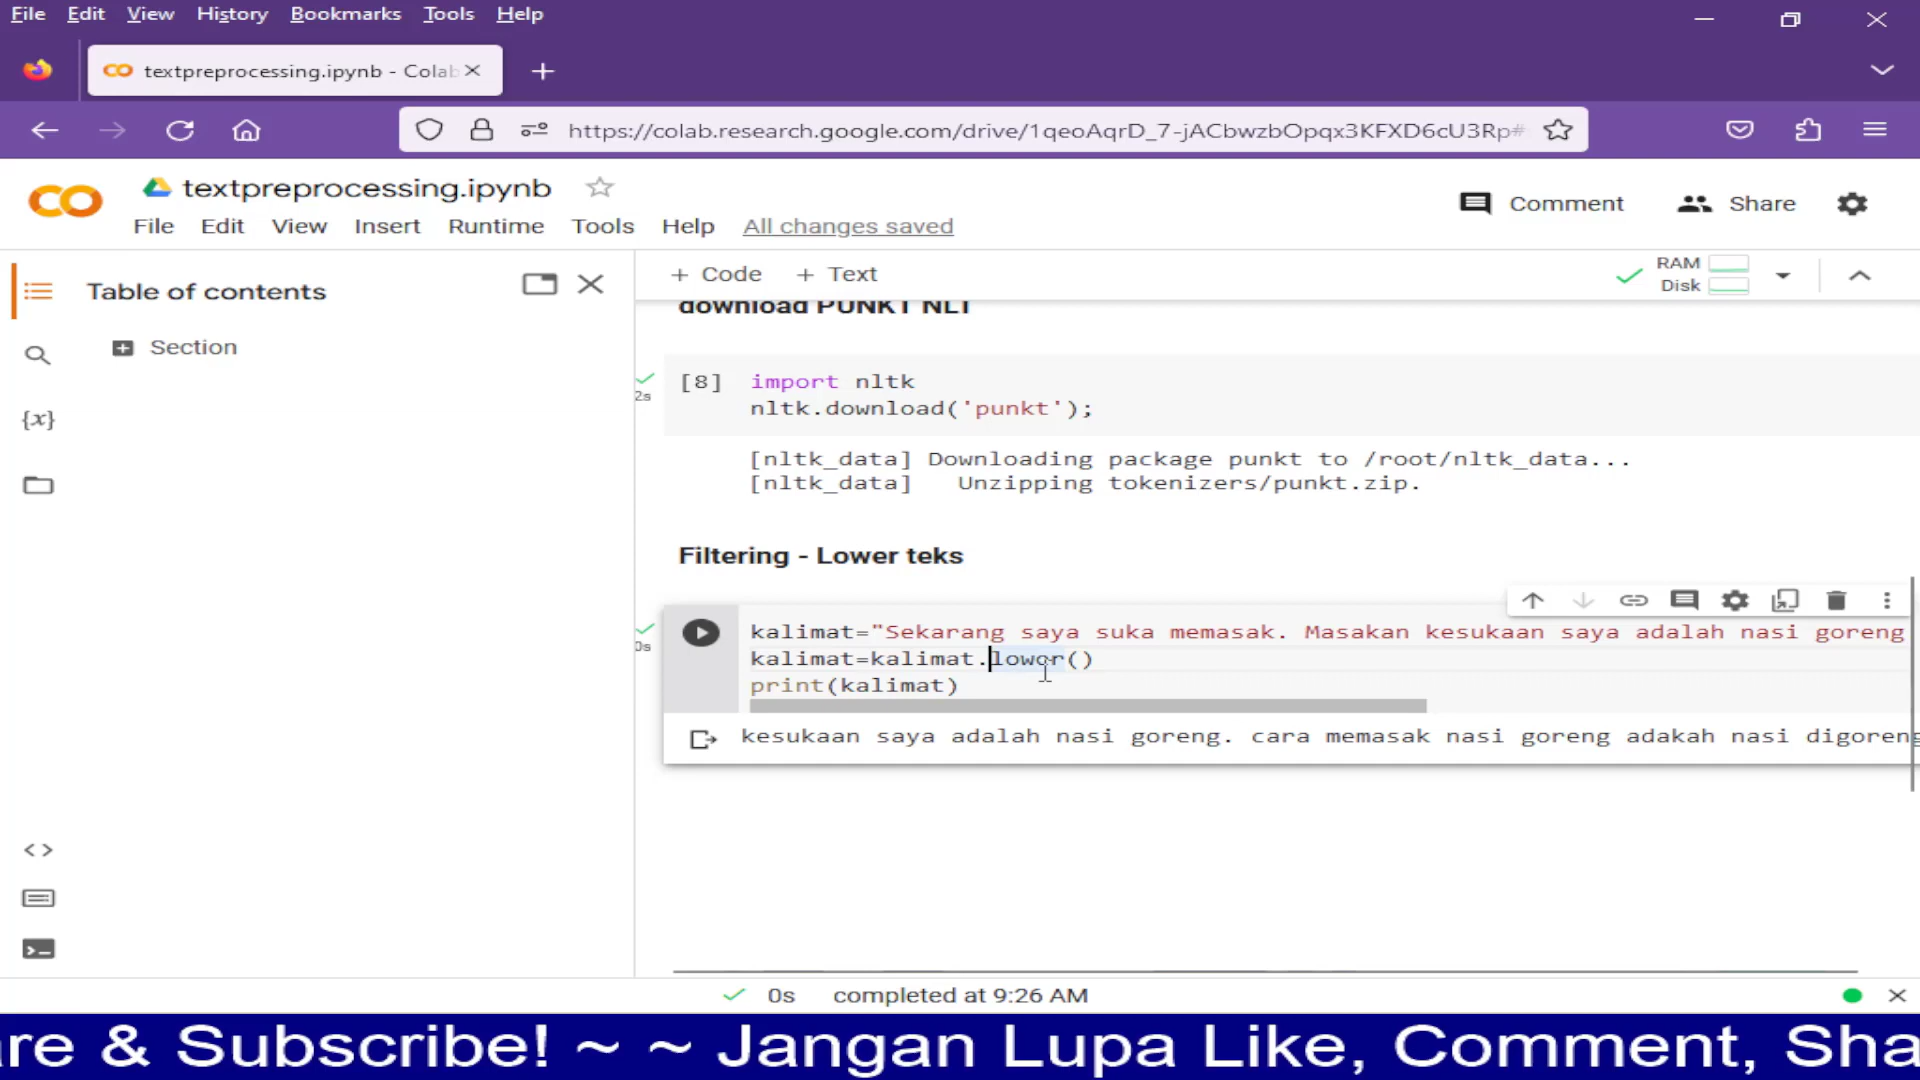 File Edit View History Bookmarks Tools Help
textpreprocessing.ipynb - Colab
https://colab.research.google.com/drive/1qeoAqrD_7-jACbwzbOpqx3KFXD6cU3Rp#
textpreprocessing.ipynb
Comment Share
File Edit View Insert Runtime Tools Help All changes saved
Table of contents
+ Code + Text
RAM
Disk
Section
download PUNKT NLT
[8] import nltk
2s
nltk.download('punkt');
[nltk_data] Downloading package punkt to /root/nltk_data...
[nltk_data]   Unzipping tokenizers/punkt.zip.
Filtering - Lower teks
kalimat="Sekarang saya suka memasak. Masakan kesukaan saya adalah nasi goreng
0s
kalimat=kalimat.lower()
print(kalimat)
kesukaan saya adalah nasi goreng. cara memasak nasi goreng adakah nasi digoreng
0s completed at 9:26 AM
are & Subscribe! ~ ~ Jangan Lupa Like, Comment, Sha